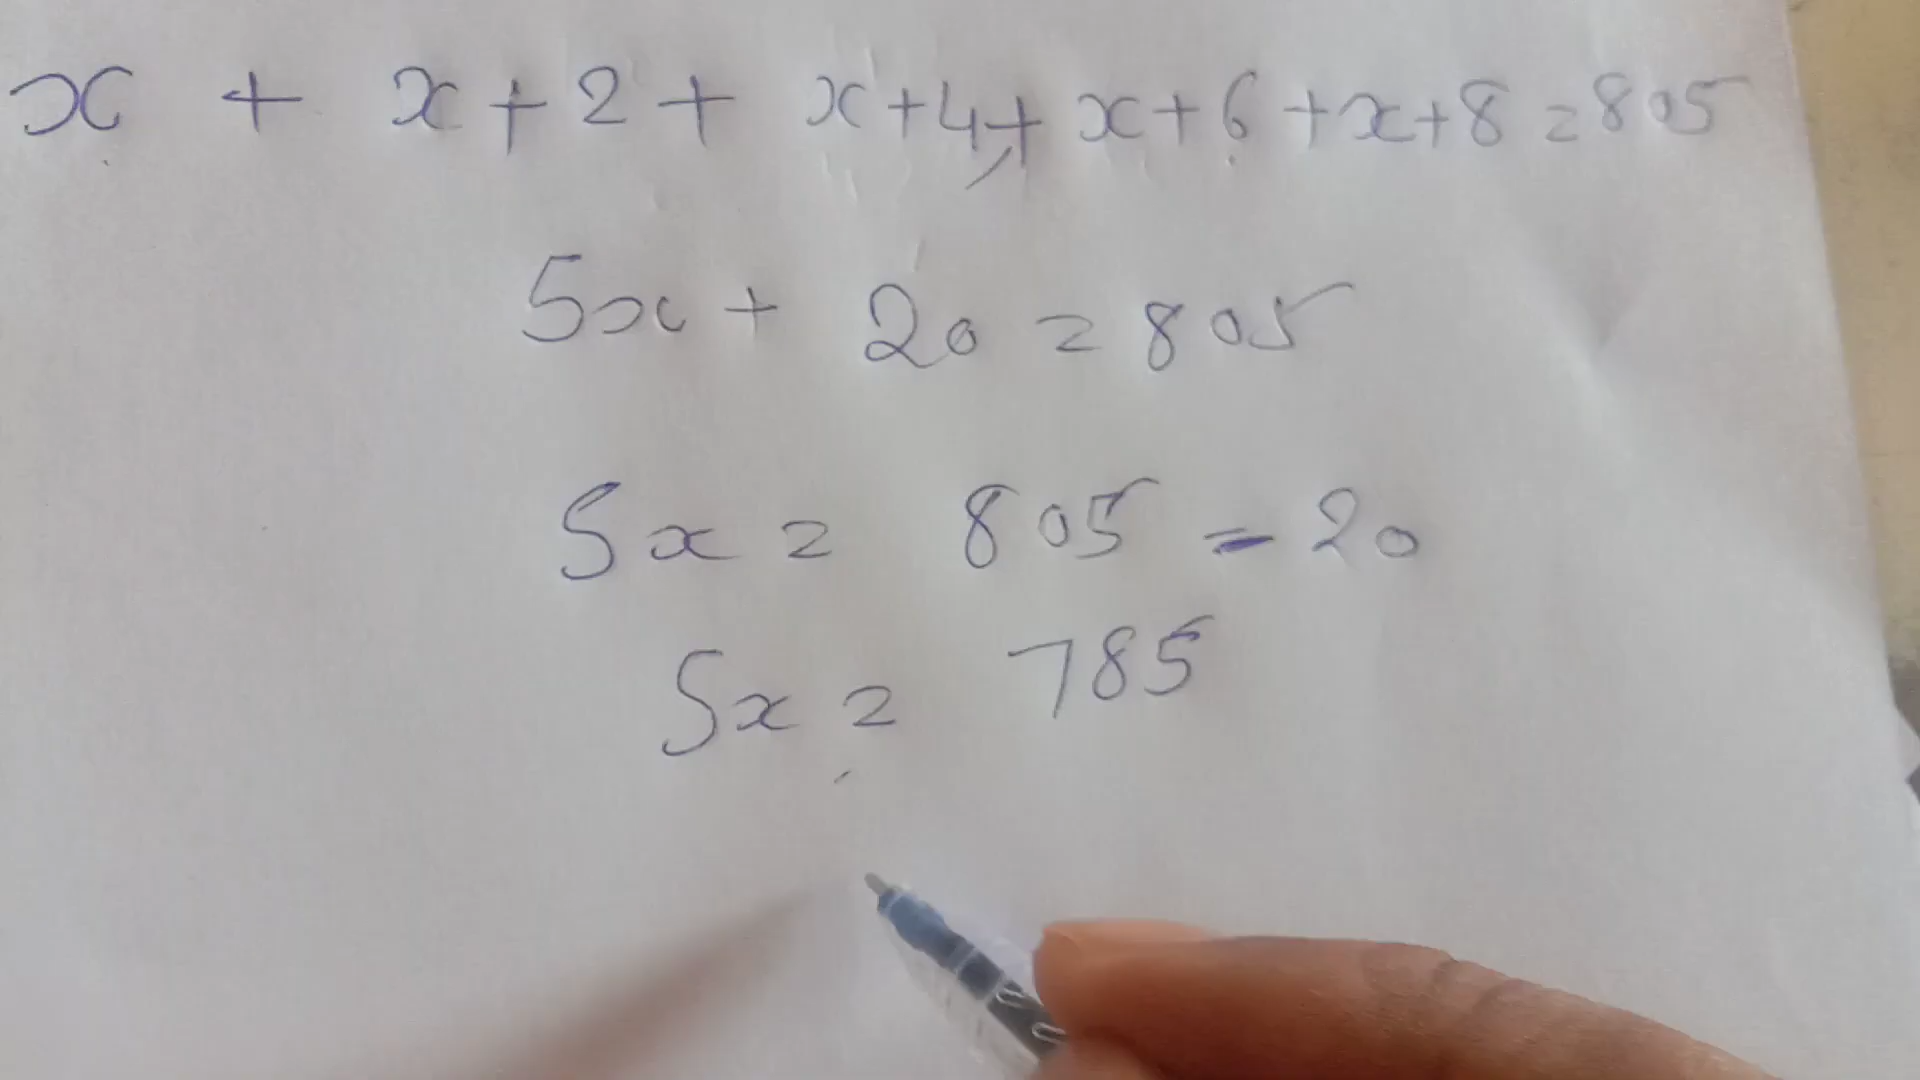 x + x+2+ x+4+ x+6+x+8=805
5x+ 20 = 805
5x = 805 - 20
5x = 785